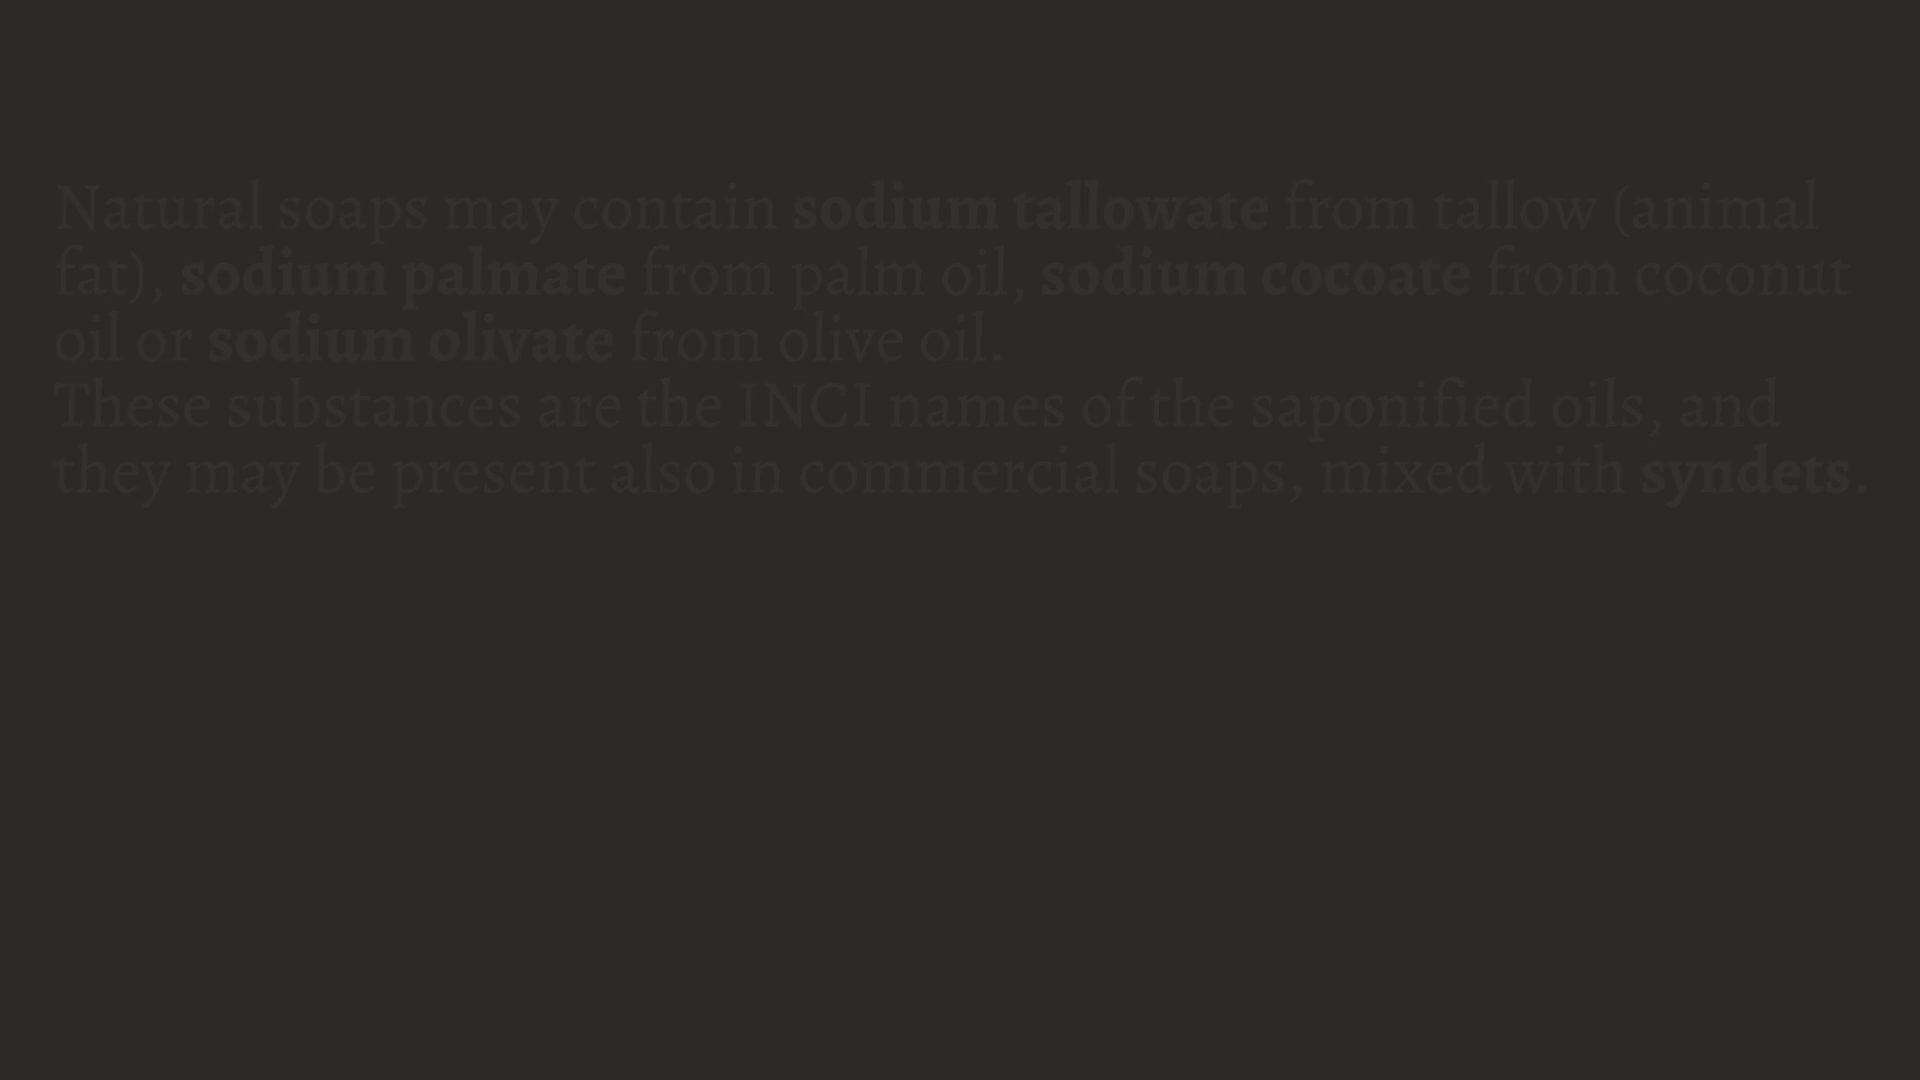 Natural soaps may contain sodium tallowate from tallow (animal
fat), sodium palmate from palm oil, sodium cocoate from coconut
oil or sodium olivate from olive oil.
These substances are the INCI names of the saponified oils, and
they may be present also in commercial soaps, mixed with syndets.